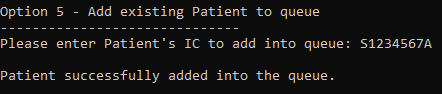 Option 5 - Add existing Patient to queue
------------------------------
Please enter Patient's IC to add into queue: S1234567A
Patient successfully added into the queue.